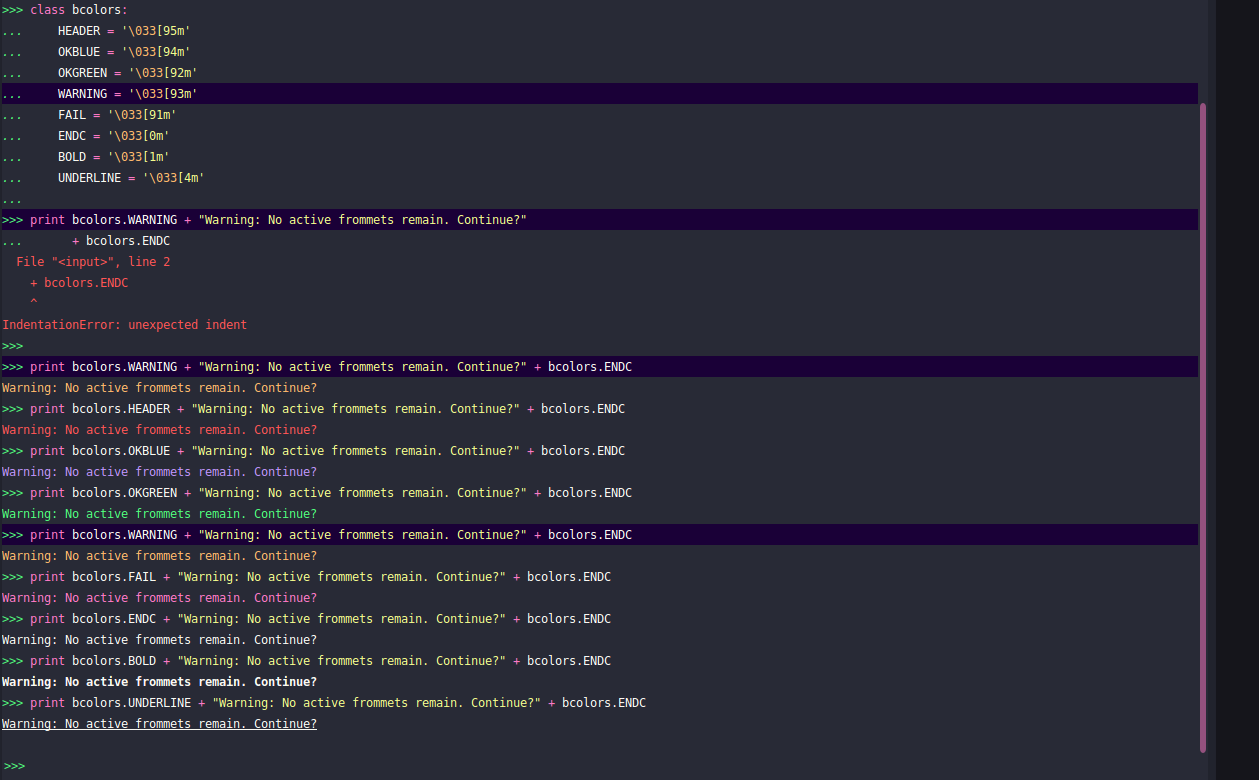 >>> class bcolors:
...     HEADER = '\033[95m'
...     OKBLUE = '\033[94m'
...     OKGREEN = '\033[92m'
...     WARNING = '\033[93m'
...     FAIL = '\033[91m'
...     ENDC = '\033[0m'
...     BOLD = '\033[1m'
...     UNDERLINE = '\033[4m'
...
>>> print bcolors.WARNING + "Warning: No active frommets remain. Continue?"
...       + bcolors.ENDC
  File "<input>", line 2
    + bcolors.ENDC
    ^
IndentationError: unexpected indent
>>>
>>> print bcolors.WARNING + "Warning: No active frommets remain. Continue?" + bcolors.ENDC
Warning: No active frommets remain. Continue?
>>> print bcolors.HEADER + "Warning: No active frommets remain. Continue?" + bcolors.ENDC
Warning: No active frommets remain. Continue?
>>> print bcolors.OKBLUE + "Warning: No active frommets remain. Continue?" + bcolors.ENDC
Warning: No active frommets remain. Continue?
>>> print bcolors.OKGREEN + "Warning: No active frommets remain. Continue?" + bcolors.ENDC
Warning: No active frommets remain. Continue?
>>> print bcolors.WARNING + "Warning: No active frommets remain. Continue?" + bcolors.ENDC
Warning: No active frommets remain. Continue?
>>> print bcolors.FAIL + "Warning: No active frommets remain. Continue?" + bcolors.ENDC
Warning: No active frommets remain. Continue?
>>> print bcolors.ENDC + "Warning: No active frommets remain. Continue?" + bcolors.ENDC
Warning: No active frommets remain. Continue?
>>> print bcolors.BOLD + "Warning: No active frommets remain. Continue?" + bcolors.ENDC
Warning: No active frommets remain. Continue?
>>> print bcolors.UNDERLINE + "Warning: No active frommets remain. Continue?" + bcolors.ENDC
Warning: No active frommets remain. Continue?
>>>